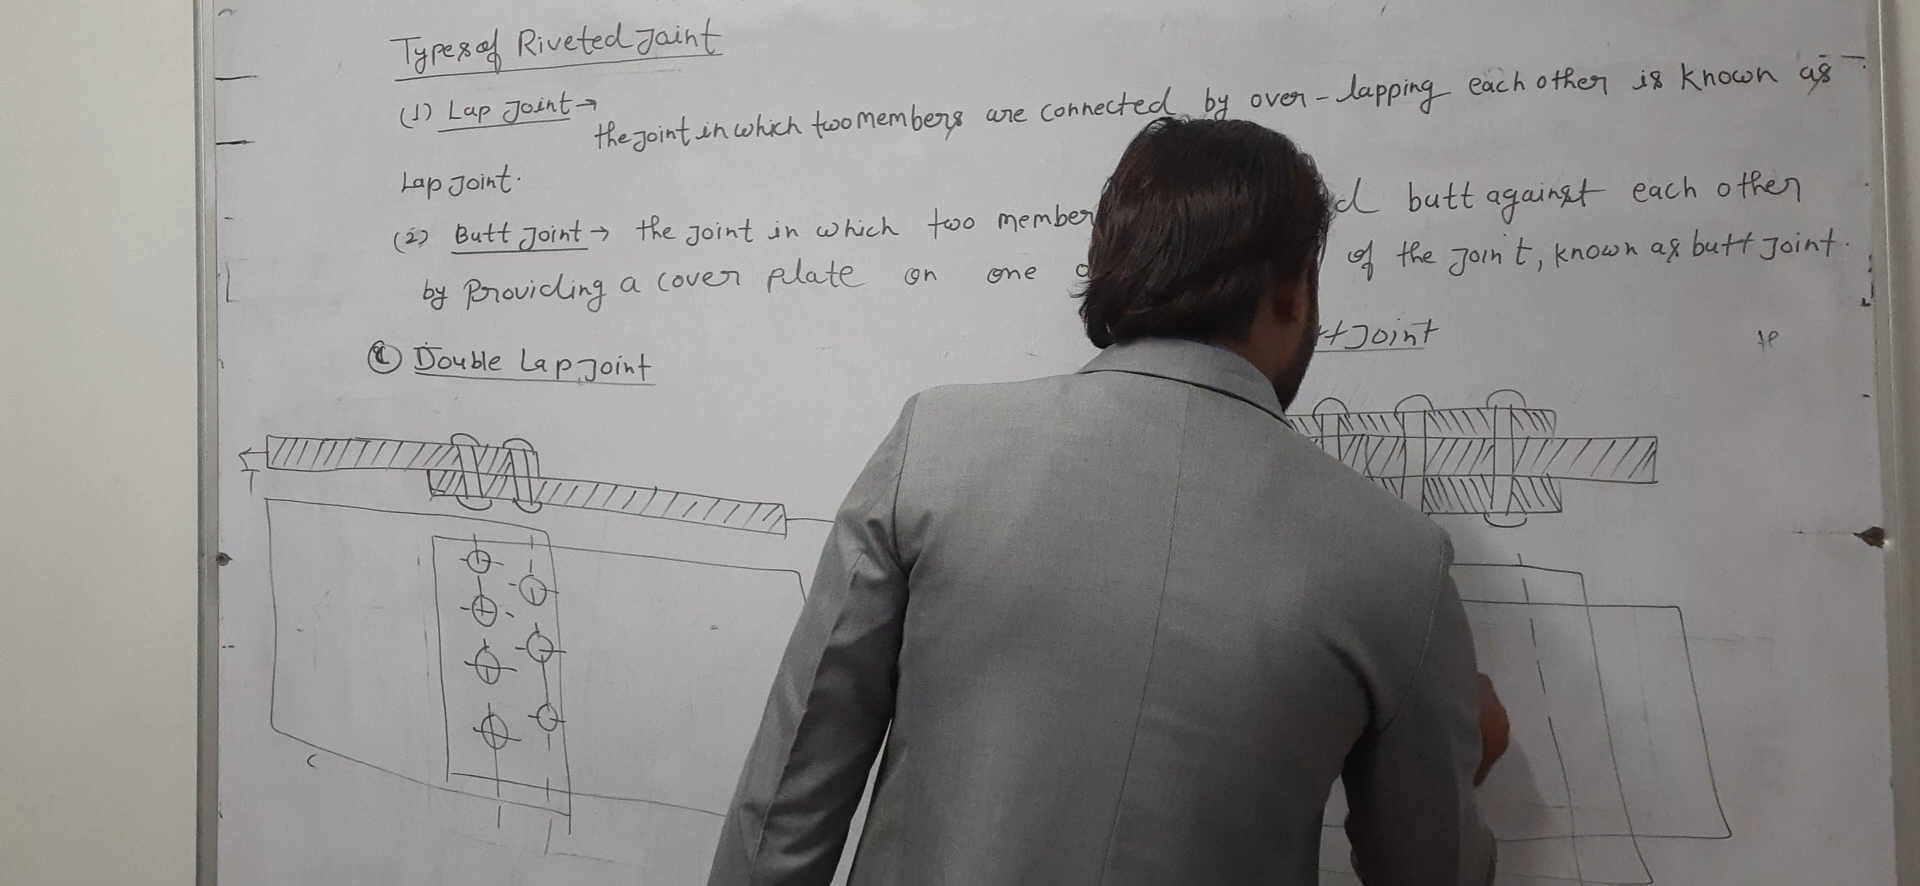 Types of Riveted Joint
(1) Lap Joint → the joint in which two members are connected by over-lapping each other is known as
Lap Joint.
(2) Butt Joint → the joint in which two member butt against each other
by Providing a cover plate on one of the joint, known as butt joint.
Double Lap Joint
Joint
T